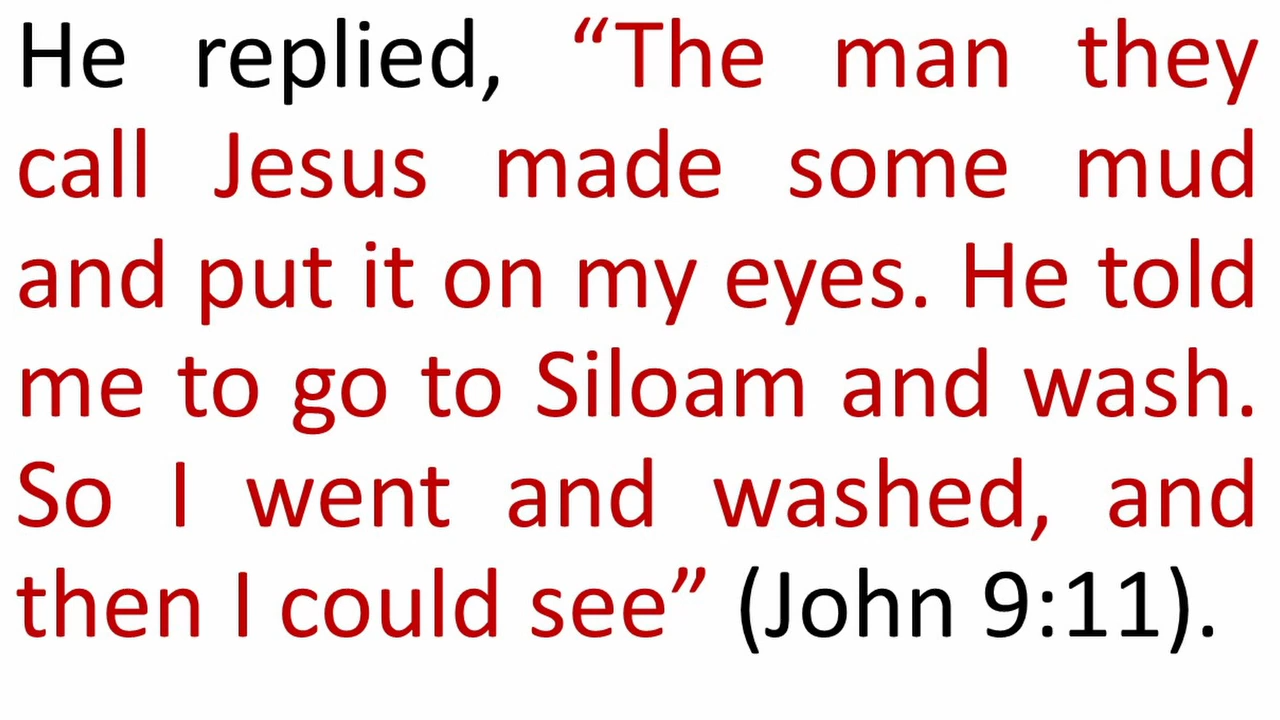 He replied, “The man they
call Jesus made some mud
and put it on my eyes. He told
me to go to Siloam and wash.
So I went and washed, and
then I could see” (John 9:11).